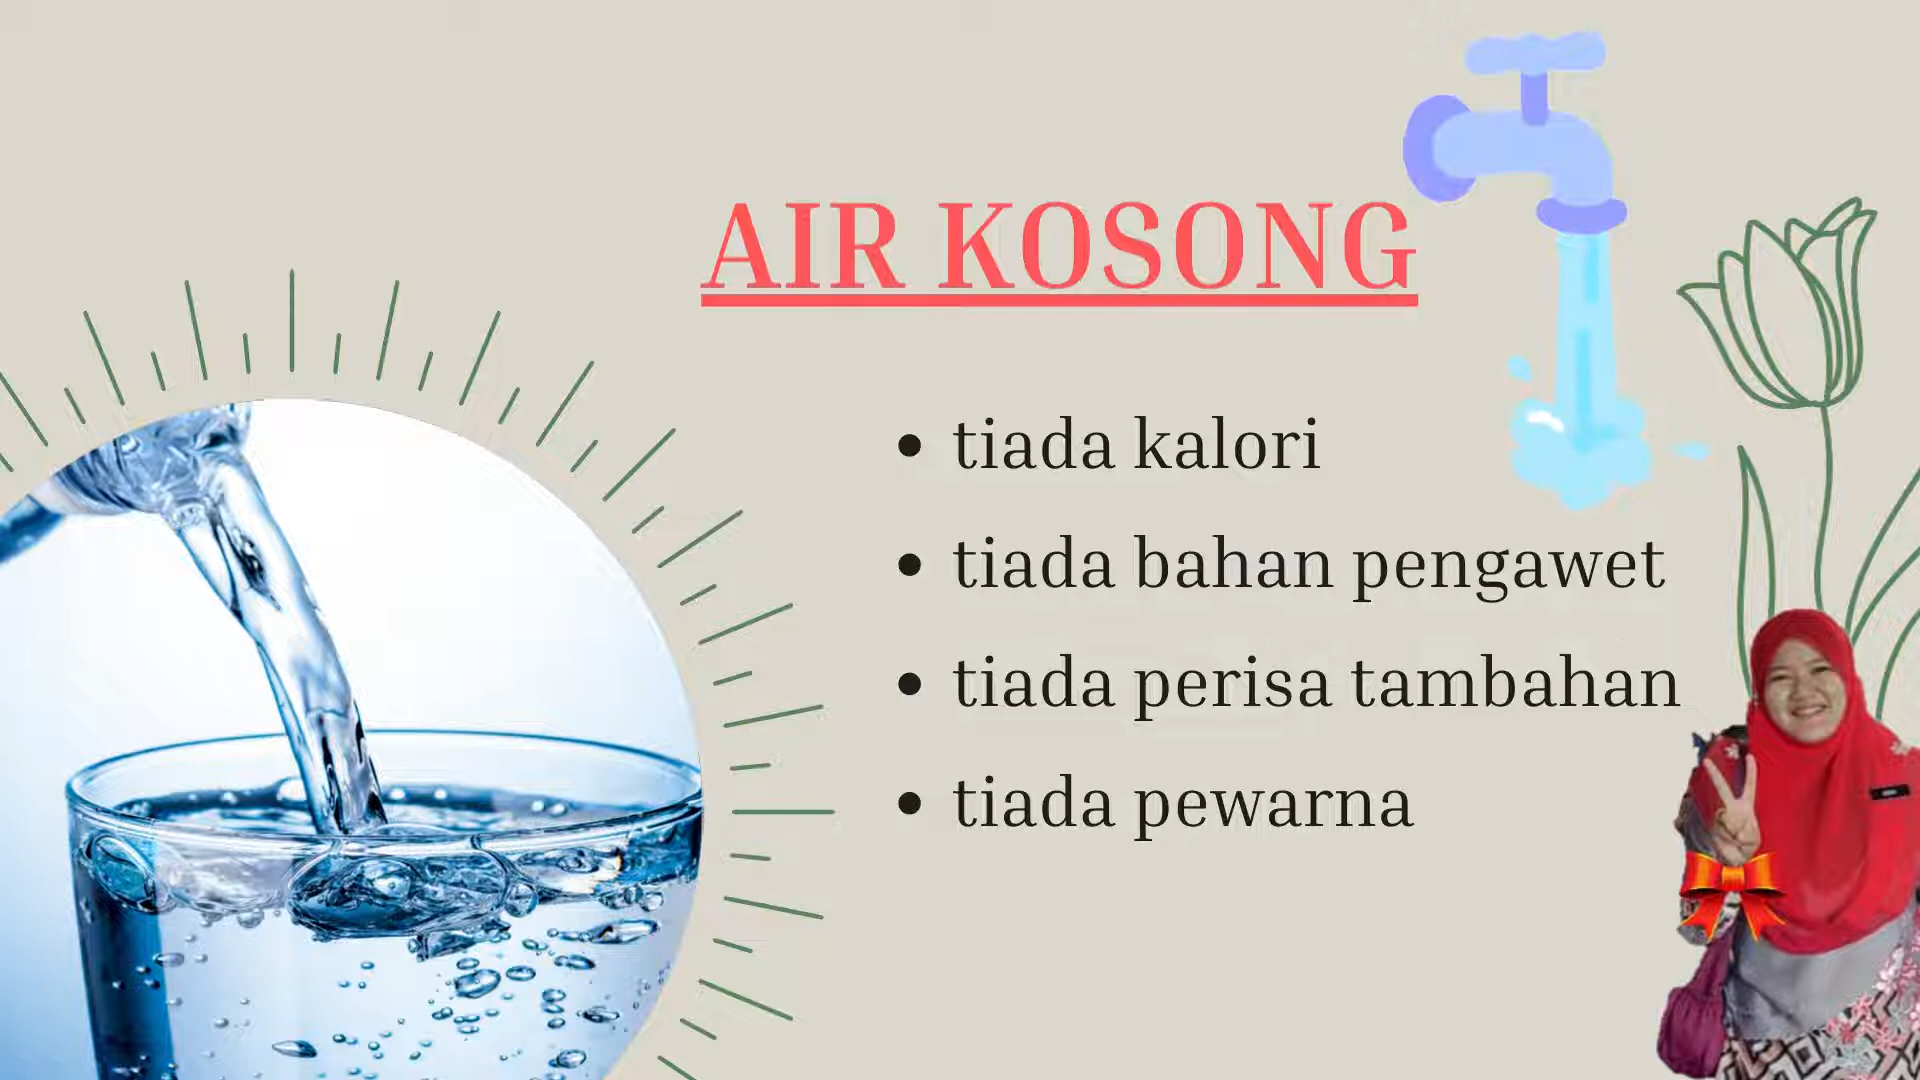 AIR KOSONG
• tiada kalori
• tiada bahan pengawet
• tiada perisa tambahan
• tiada pewarna